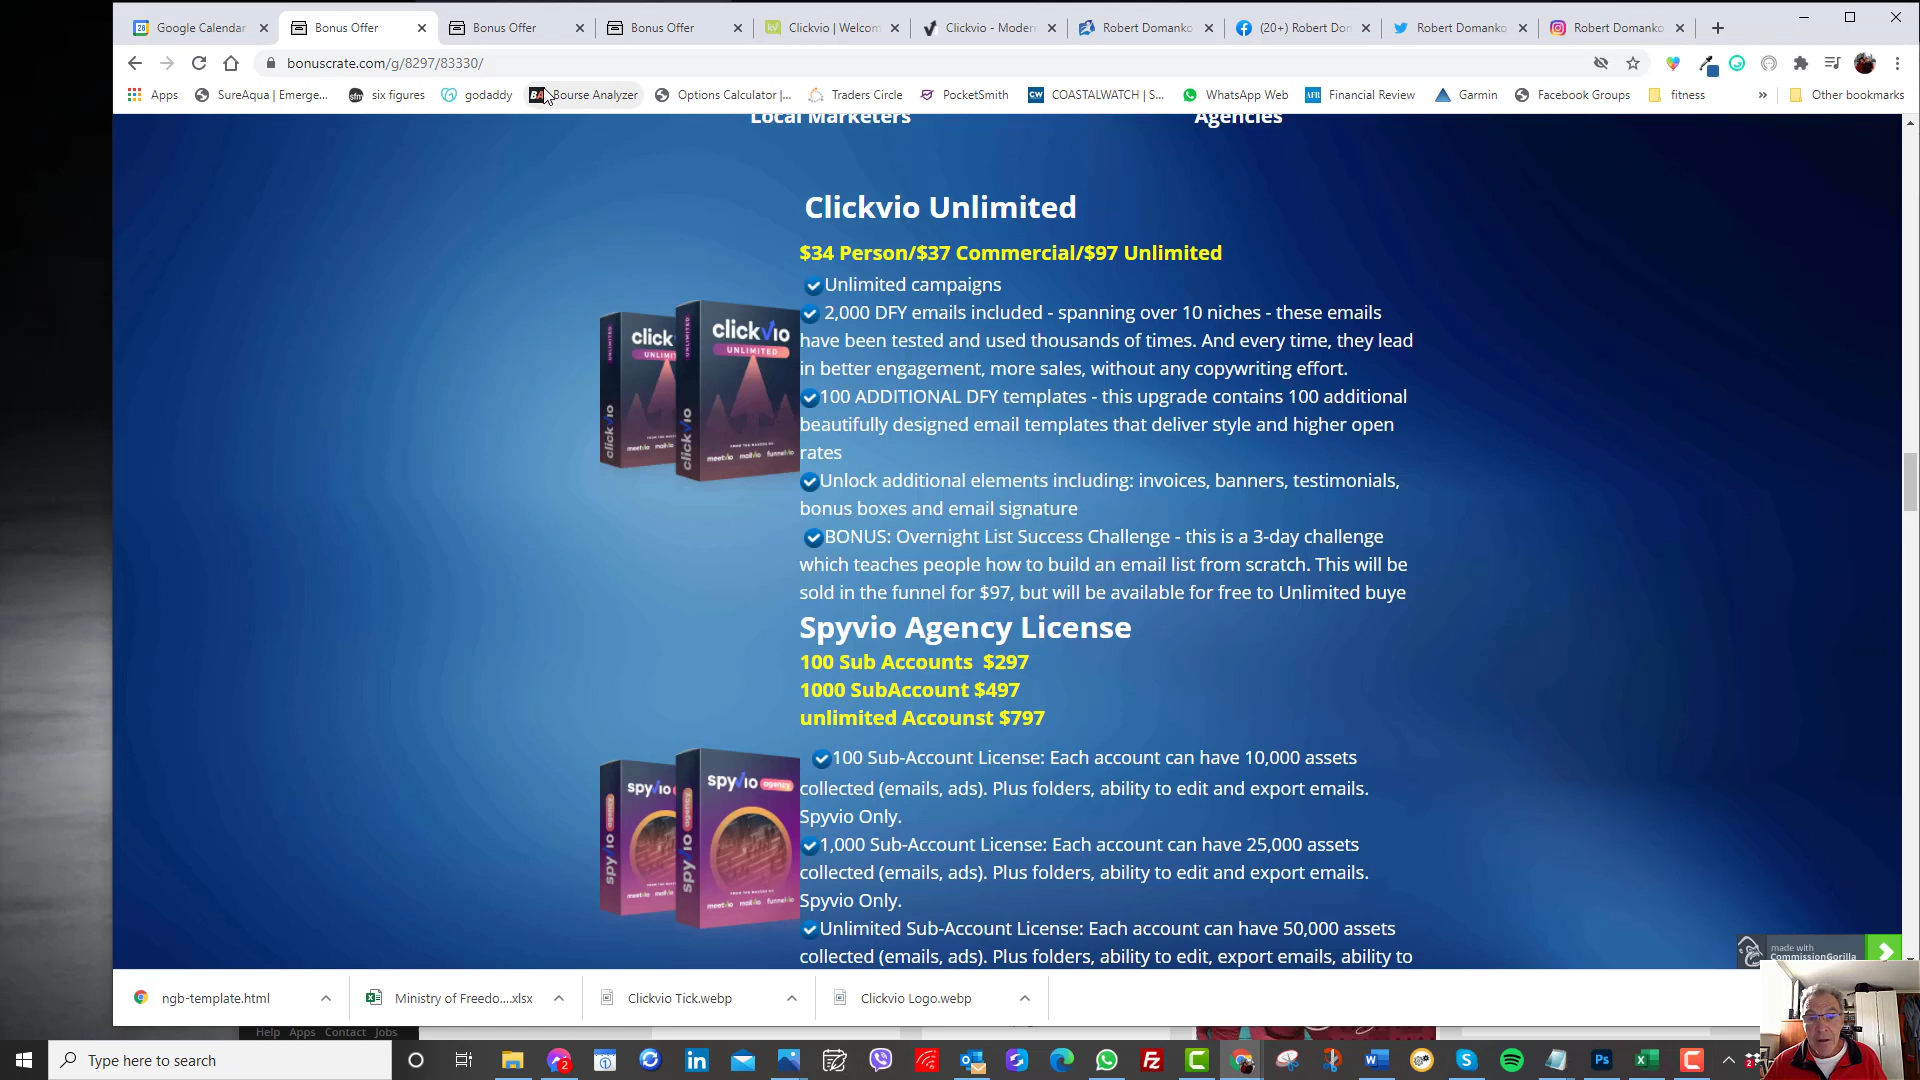 Google Calendar
Bonus Offer
Bonus Offer
Bonus Offer
Clickvio | Welcom
Clickvio - Modern
Robert Domanko
(20+) Robert Dom
Robert Domanko
Robert Domanko
bonuscrate.com/g/8297/83330/
Apps
SureAqua | Emerge...
six figures
godaddy
Bourse Analyzer
Options Calculator |...
Traders Circle
PocketSmith
COASTALWATCH | S...
WhatsApp Web
Financial Review
Garmin
Facebook Groups
fitness
Other bookmarks
Local Marketers
Agencies
Clickvio Unlimited
$34 Person/$37 Commercial/$97 Unlimited
Unlimited campaigns
2,000 DFY emails included - spanning over 10 niches - these emails
have been tested and used thousands of times. And every time, they lead
in better engagement, more sales, without any copywriting effort.
100 ADDITIONAL DFY templates - this upgrade contains 100 additional
beautifully designed email templates that deliver style and higher open
rates
Unlock additional elements including: invoices, banners, testimonials,
bonus boxes and email signature
BONUS: Overnight List Success Challenge - this is a 3-day challenge
which teaches people how to build an email list from scratch. This will be
sold in the funnel for $97, but will be available for free to Unlimited buye
Spyvio Agency License
100 Sub Accounts $297
1000 SubAccount $497
unlimited Accounst $797
100 Sub-Account License: Each account can have 10,000 assets
collected (emails, ads). Plus folders, ability to edit and export emails.
Spyvio Only.
1,000 Sub-Account License: Each account can have 25,000 assets
collected (emails, ads). Plus folders, ability to edit and export emails.
Spyvio Only.
Unlimited Sub-Account License: Each account can have 50,000 assets
collected (emails, ads). Plus folders, ability to edit, export emails, ability to
clickvio
UNLIMITED
meetvio mailvio funnelvio
spyvio agency
meetvio mailvio funnelvio
made with
CommissionGorilla
ngb-template.html
Ministry of Freedo....xlsx
Clickvio Tick.webp
Clickvio Logo.webp
Help Apps Contact Jobs
Type here to search